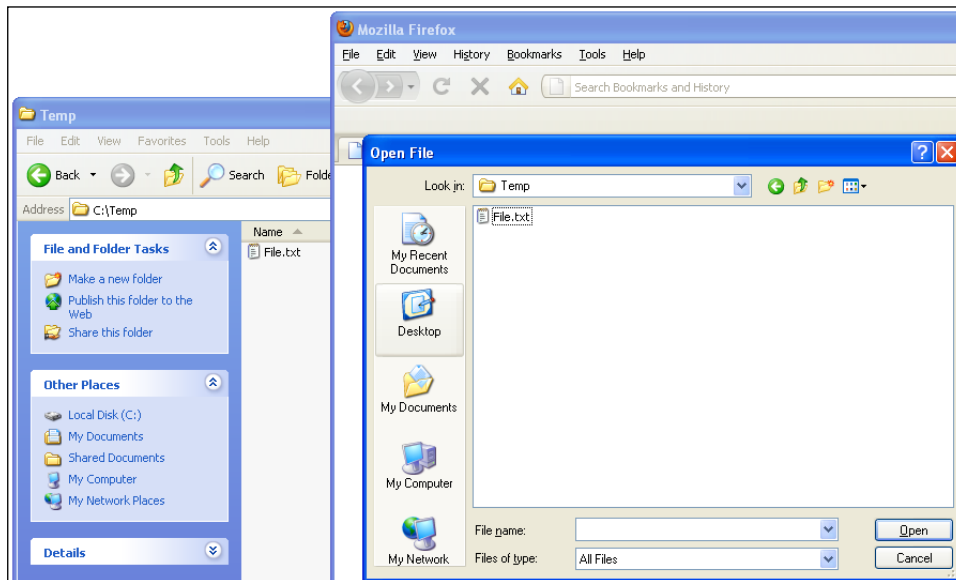 Mozilla Firefox
File Edit View History Bookmarks Tools Help
Search Bookmarks and History
Temp
File Edit View Favorites Tools Help
Back Search Folde
Address C:\Temp
File and Folder Tasks
Make a new folder
Publish this folder to the
Web
Share this folder
Other Places
Local Disk (C:)
My Documents
Shared Documents
My Computer
My Network Places
Details
Name
File.txt
Open File
Look in: Temp
My Recent
Documents
Desktop
My Documents
My Computer
My Network
File.txt
File name:
Open
Files of type: All Files
Cancel